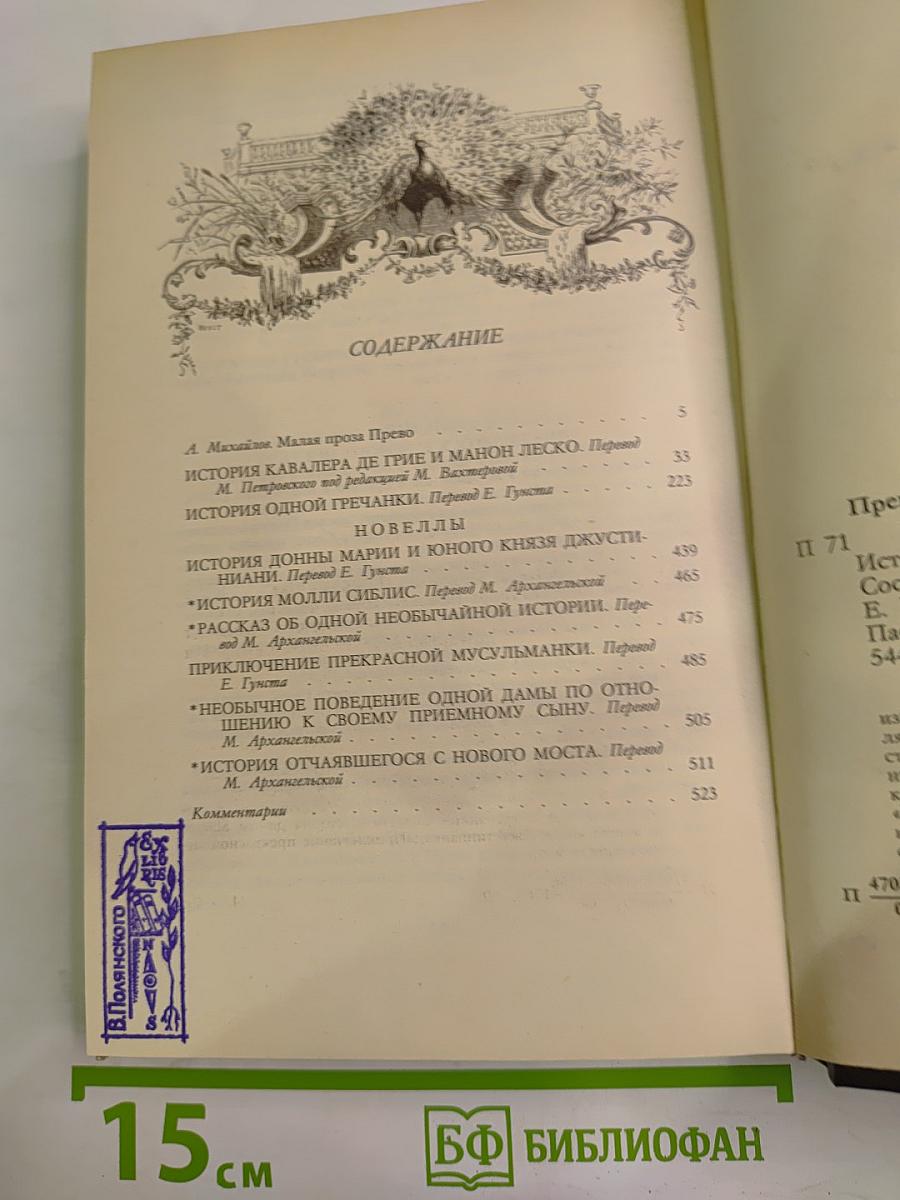 СОДЕРЖАНИЕ
А. Михайлов. Малая проза Прево 5
ИСТОРИЯ КАВАЛЕРА ДЕ ГРИЕ И МАНОН ЛЕСКО. Перевод
М. Петровского под редакцией М. Вахтеровой 33
ИСТОРИЯ ОДНОЙ ГРЕЧАНКИ. Перевод Е. Гунста 223
НОВЕЛЛЫ
ИСТОРИЯ ДОННЫ МАРИИ И ЮНОГО КНЯЗЯ ДЖУСТИ-
НИАНИ. Перевод Е. Гунста 439
*ИСТОРИЯ МОЛЛИ СИБЛИС. Перевод М. Архангельской 465
*РАССКАЗ ОБ ОДНОЙ НЕОБЫЧАЙНОЙ ИСТОРИИ. Пере-
вод М. Архангельской 475
ПРИКЛЮЧЕНИЕ ПРЕКРАСНОЙ МУСУЛЬМАНКИ. Перевод
Е. Гунста 485
*НЕОБЫЧНОЕ ПОВЕДЕНИЕ ОДНОЙ ДАМЫ ПО ОТНО-
ШЕНИЮ К СВОЕМУ ПРИЕМНОМУ СЫНУ. Перевод
М. Архангельской 505
*ИСТОРИЯ ОТЧАЯВШЕГОСЯ С НОВОГО МОСТА. Перевод
М. Архангельской 511
Комментарии 523
EX
LIB
RIS
В. Полянского
П 71
Е.
544
П 470
15 см
БФ БИБЛИОФАН